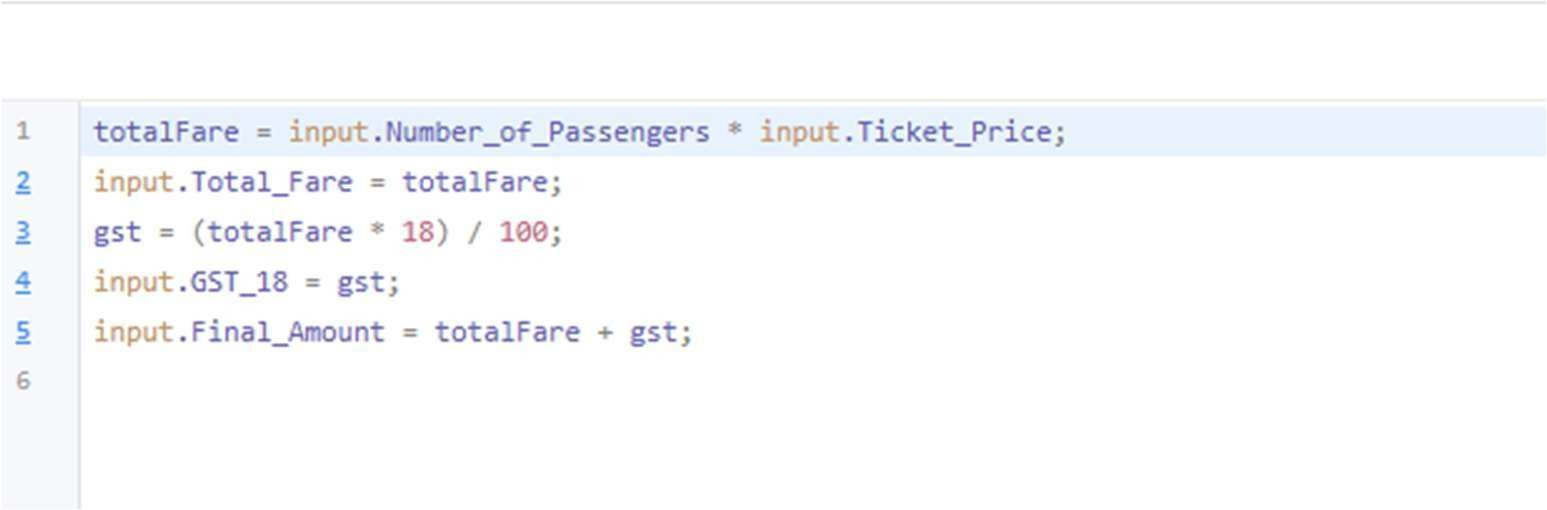 1 totalFare = input.Number_of_Passengers * input.Ticket_Price;
2 input.Total_Fare = totalFare;
3 gst = (totalFare * 18) / 100;
4 input.GST_18 = gst;
5 input.Final_Amount = totalFare + gst;
6